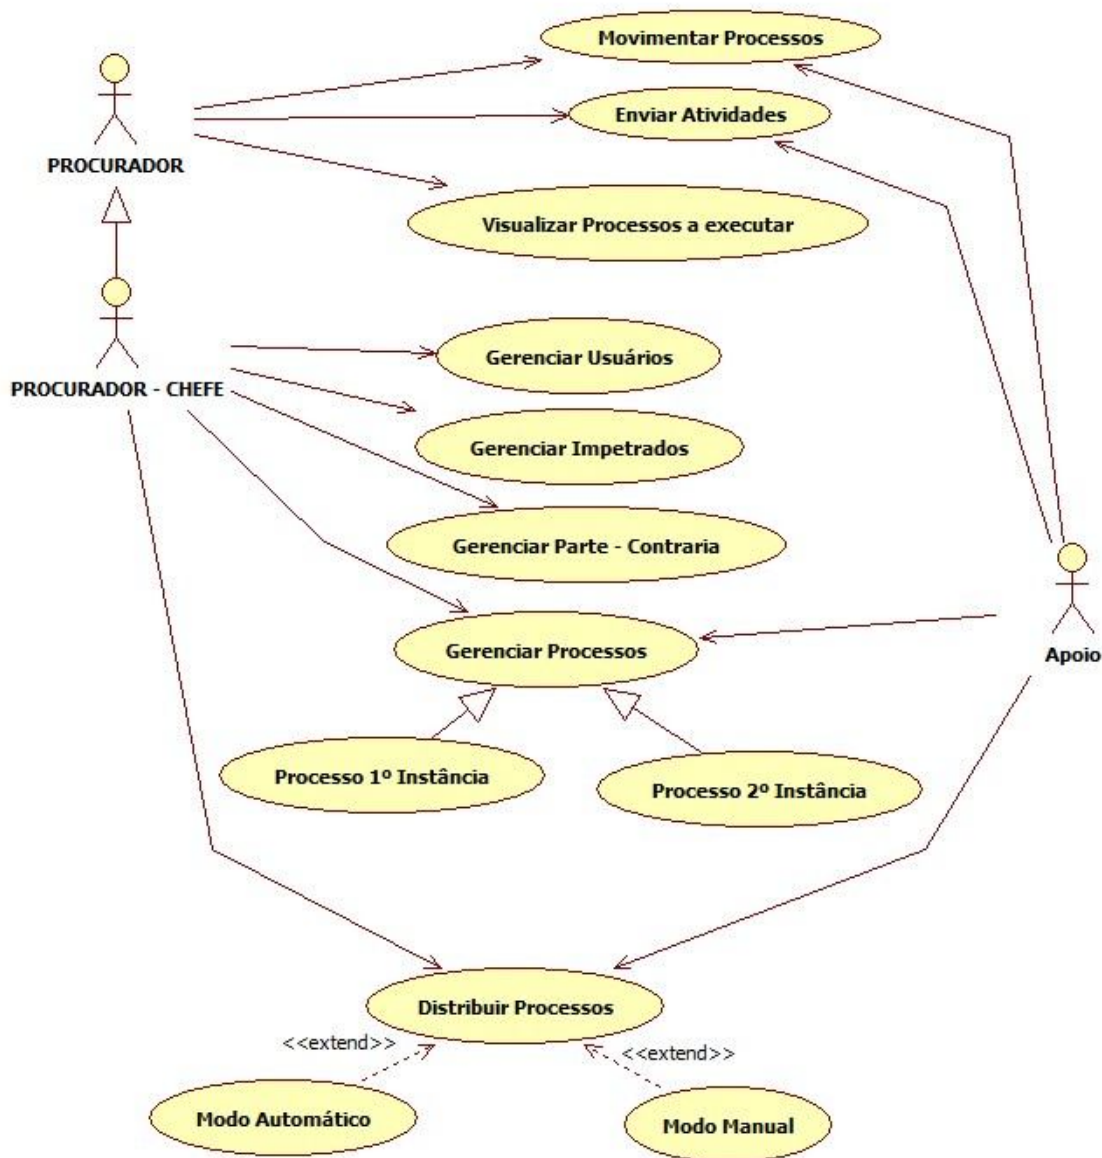 Movimentar Processos
Enviar Atividades
PROCURADOR
Visualizar Processos a executar
Gerenciar Usuários
PROCURADOR - CHEFE
Gerenciar Impetrados
Gerenciar Parte - Contraria
Gerenciar Processos
Apoio
Processo 1º Instância
Processo 2º Instância
Distribuir Processos
<<extend>>
<<extend>>
Modo Automático
Modo Manual